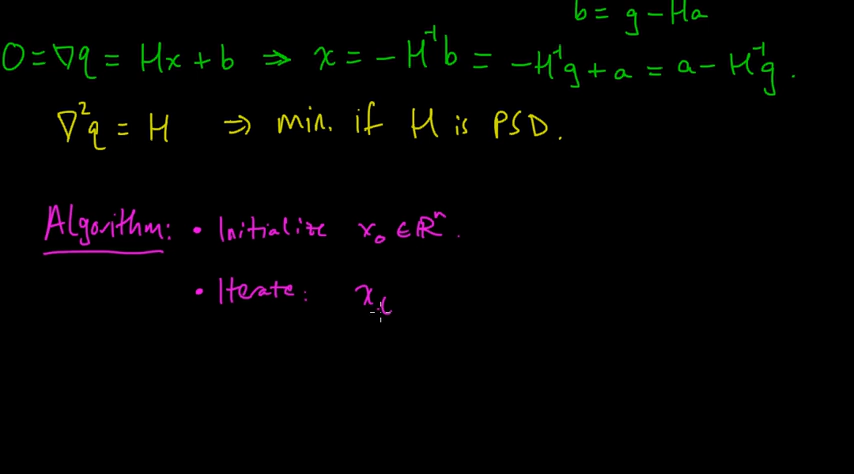 b = g - Ha
0 = ∇q = Hx + b ⇒ x = -H⁻¹b = -H⁻¹g + a = a - H⁻¹g.
∇²q = H ⇒ min. if H is PSD.
Algorithm: • Initialize x₀ ∈ ℝⁿ.
• Iterate: x